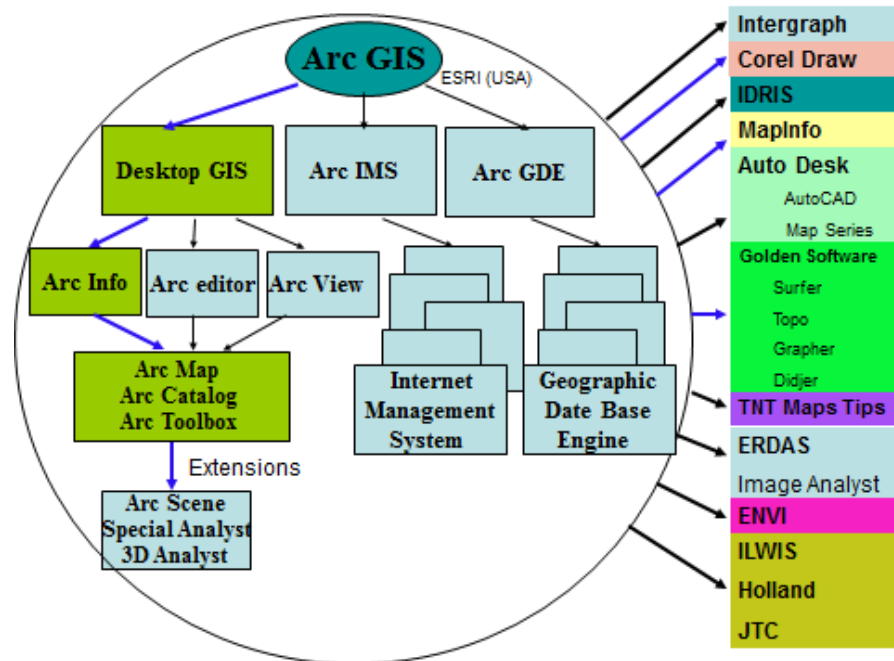 Arc GIS
ESRI (USA)
Desktop GIS
Arc IMS
Arc GDE
Arc Info
Arc editor
Arc View
Arc Map
Arc Catalog
Arc Toolbox
Internet
Management
System
Geographic
Date Base
Engine
Extensions
Arc Scene
Special Analyst
3D Analyst
Intergraph
Corel Draw
IDRIS
MapInfo
Auto Desk
AutoCAD
Map Series
Golden Software
Surfer
Topo
Grapher
Didjer
TNT Maps Tips
ERDAS
Image Analyst
ENVI
ILWIS
Holland
JTC